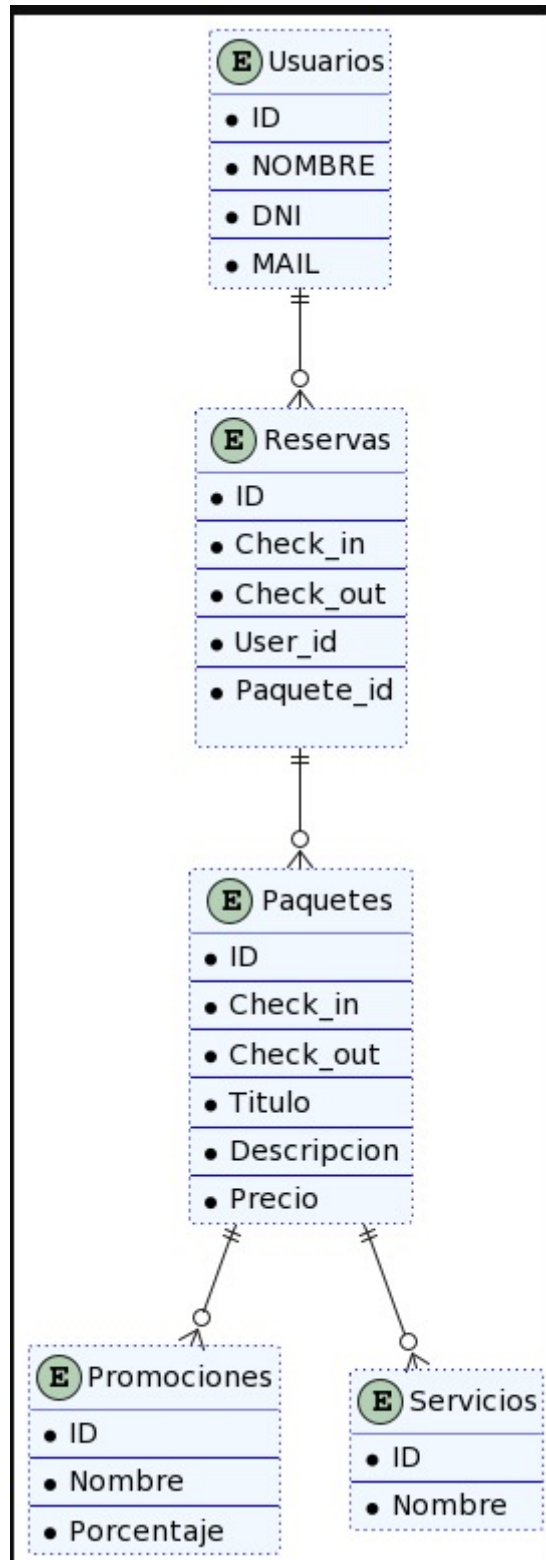 E Usuarios
ID
NOMBRE
DNI
MAIL
E Reservas
ID
Check_in
Check_out
User_id
Paquete_id
E Paquetes
ID
Check_in
Check_out
Titulo
Descripcion
Precio
E Promociones
ID
Nombre
Porcentaje
E Servicios
ID
Nombre